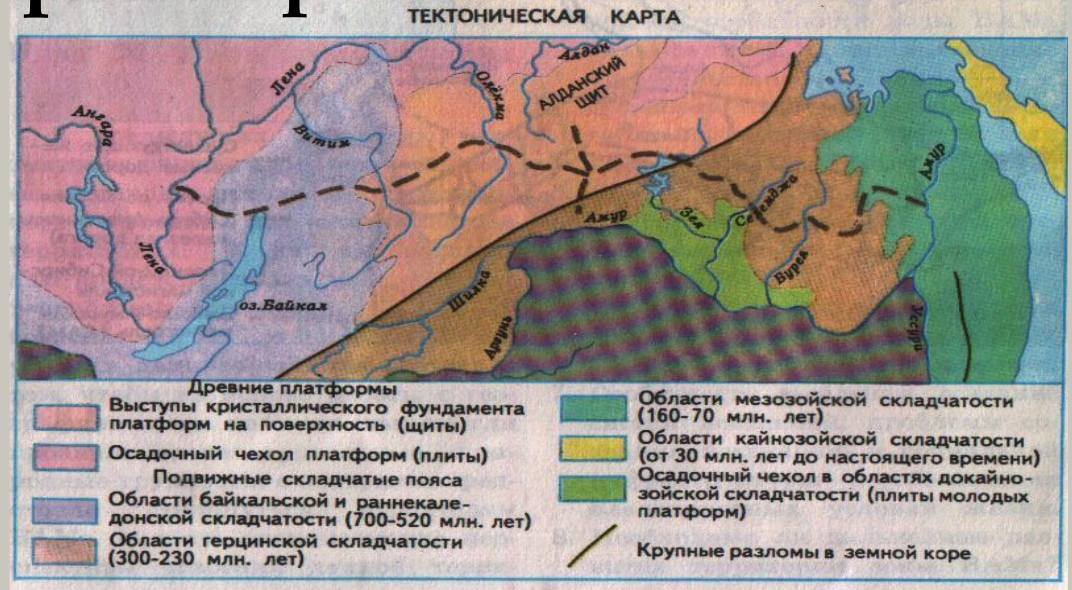 ТЕКТОНИЧЕСКАЯ КАРТА
Алдан
Лена
Олёкма
АЛДАНСКИЙ
ЩИТ
Ангара
Витим
Амур
Зея
Селемджа
Амур
Лена
Бурея
Шилка
оз.Байкал
Аргунь
Уссури
Древние платформы
Выступы кристаллического фундамента
платформ на поверхность (щиты)
Осадочный чехол платформ (плиты)
Подвижные складчатые пояса
Области байкальской и раннекале-
донской складчатости (700-520 млн. лет)
Области герцинской складчатости
(300-230 млн. лет)
Области мезозойской складчатости
(160-70 млн. лет)
Области кайнозойской складчатости
(от 30 млн. лет до настоящего времени)
Осадочный чехол в областях докайно-
зойской складчатости (плиты молодых
платформ)
Крупные разломы в земной коре